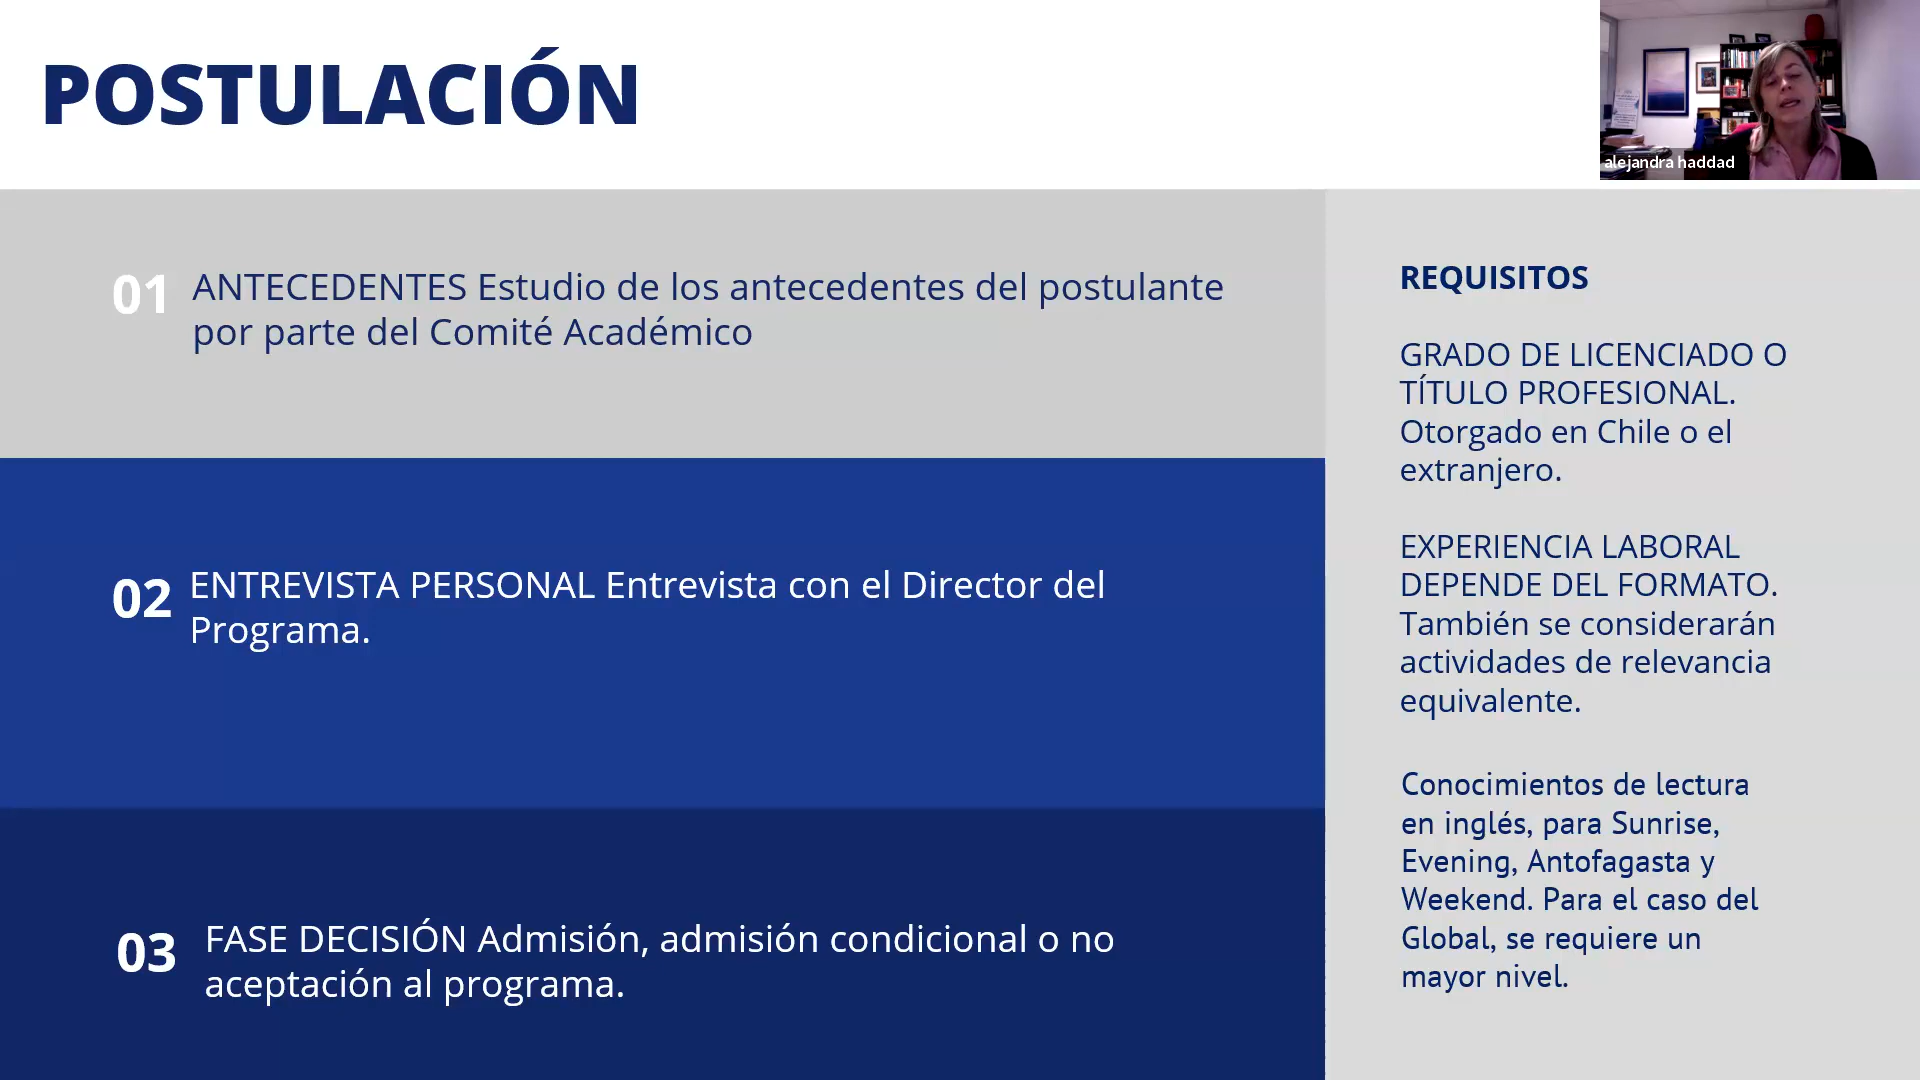 POSTULACIÓN
alejandra haddad
01 ANTECEDENTES Estudio de los antecedentes del postulante
por parte del Comité Académico
02 ENTREVISTA PERSONAL Entrevista con el Director del
Programa.
03 FASE DECISIÓN Admisión, admisión condicional o no
aceptación al programa.
REQUISITOS
GRADO DE LICENCIADO O
TÍTULO PROFESIONAL.
Otorgado en Chile o el
extranjero.
EXPERIENCIA LABORAL
DEPENDE DEL FORMATO.
También se considerarán
actividades de relevancia
equivalente.
Conocimientos de lectura
en inglés, para Sunrise,
Evening, Antofagasta y
Weekend. Para el caso del
Global, se requiere un
mayor nivel.